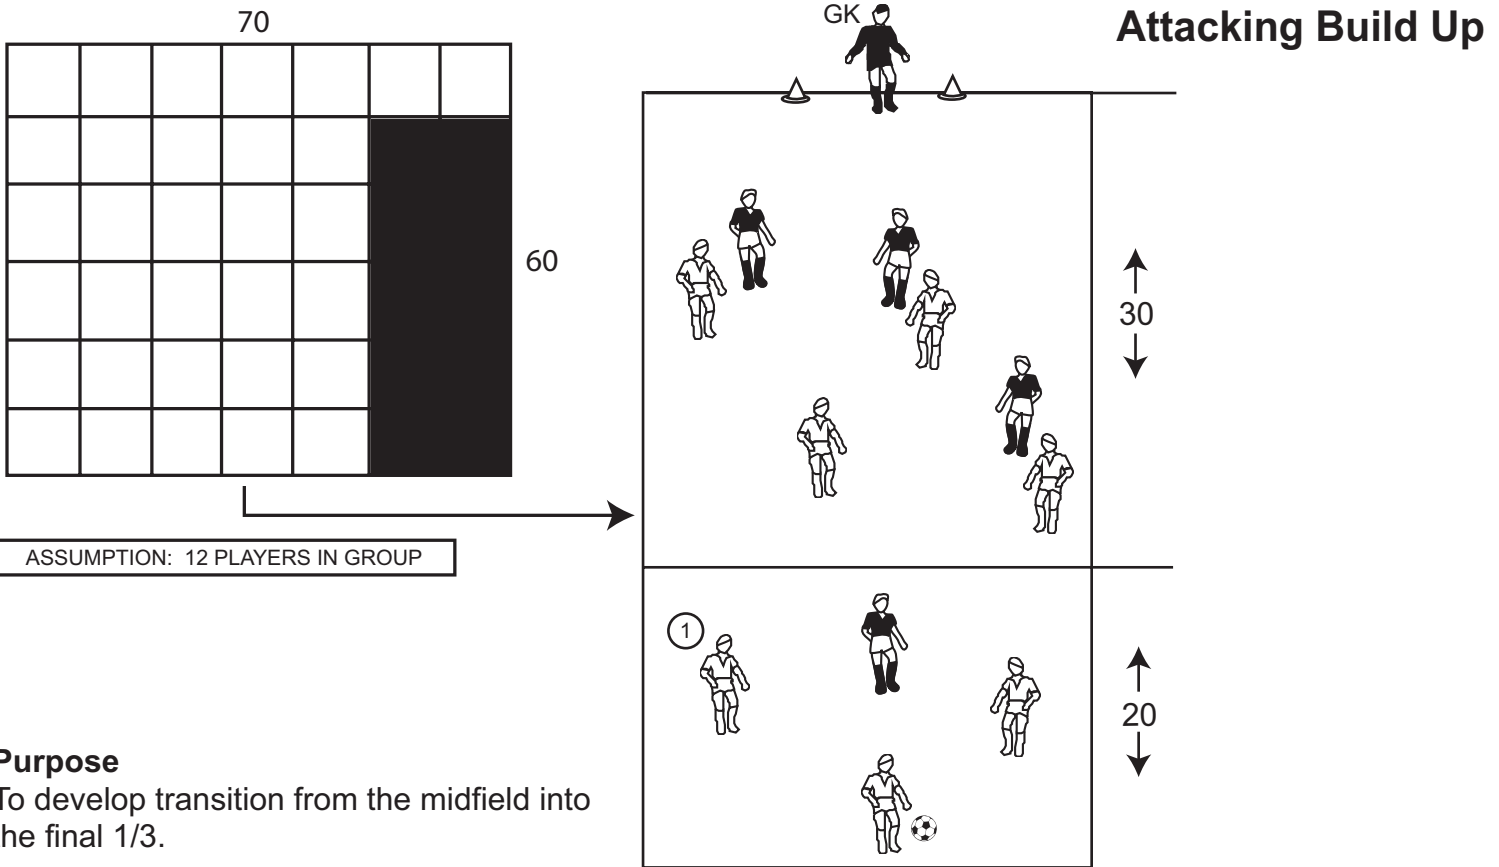 70
GK
Attacking Build Up
60
30
ASSUMPTION: 12 PLAYERS IN GROUP
1
20
Purpose
To develop transition from the midfield into
the final 1/3.